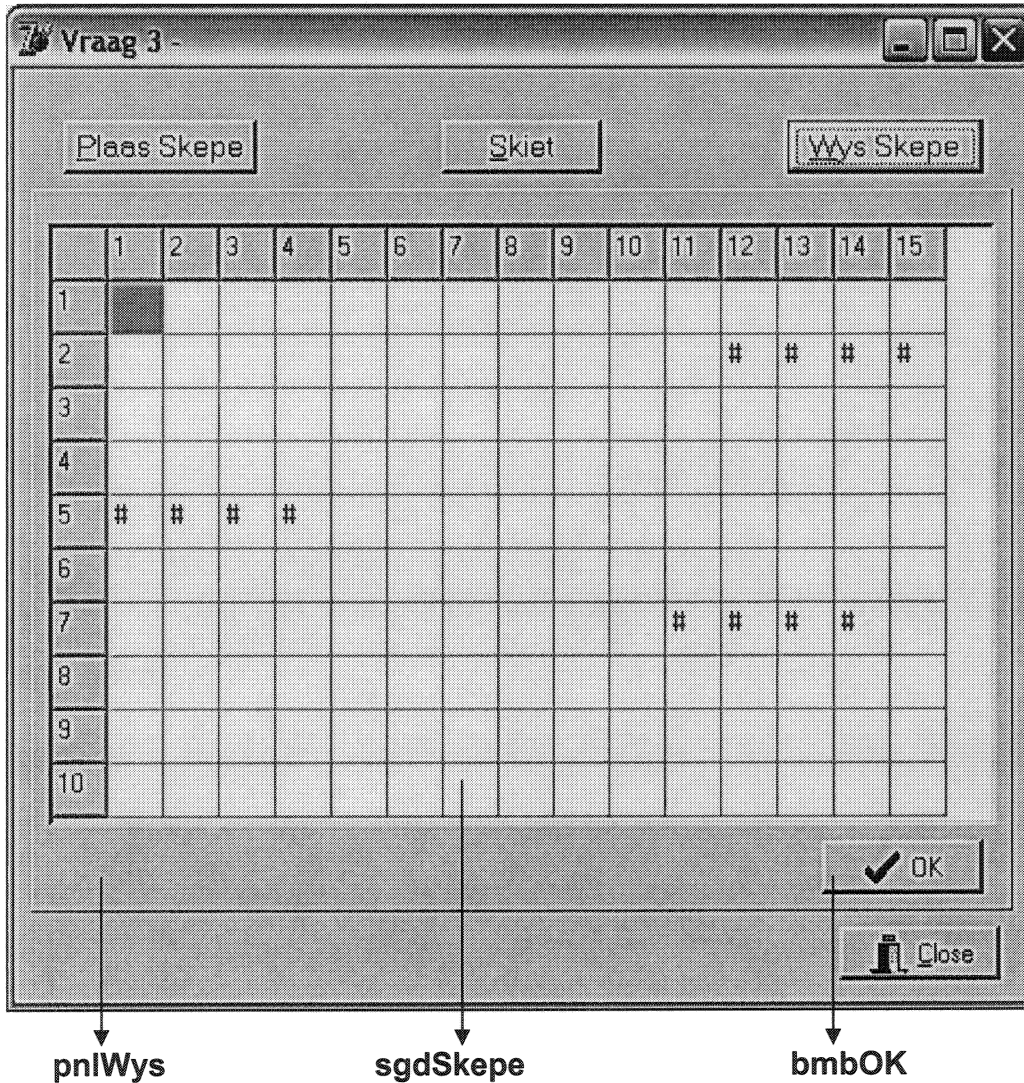 Vraag 3 -
Plaas Skepe Skiet Wys Skepe
1 2 3 4 5 6 7 8 9 10 11 12 13 14 15
1
2 # # # #
3
4
5 # # # #
6
7 # # # #
8
9
10
OK
Close
pnlWys sgdSkepe bmbOK